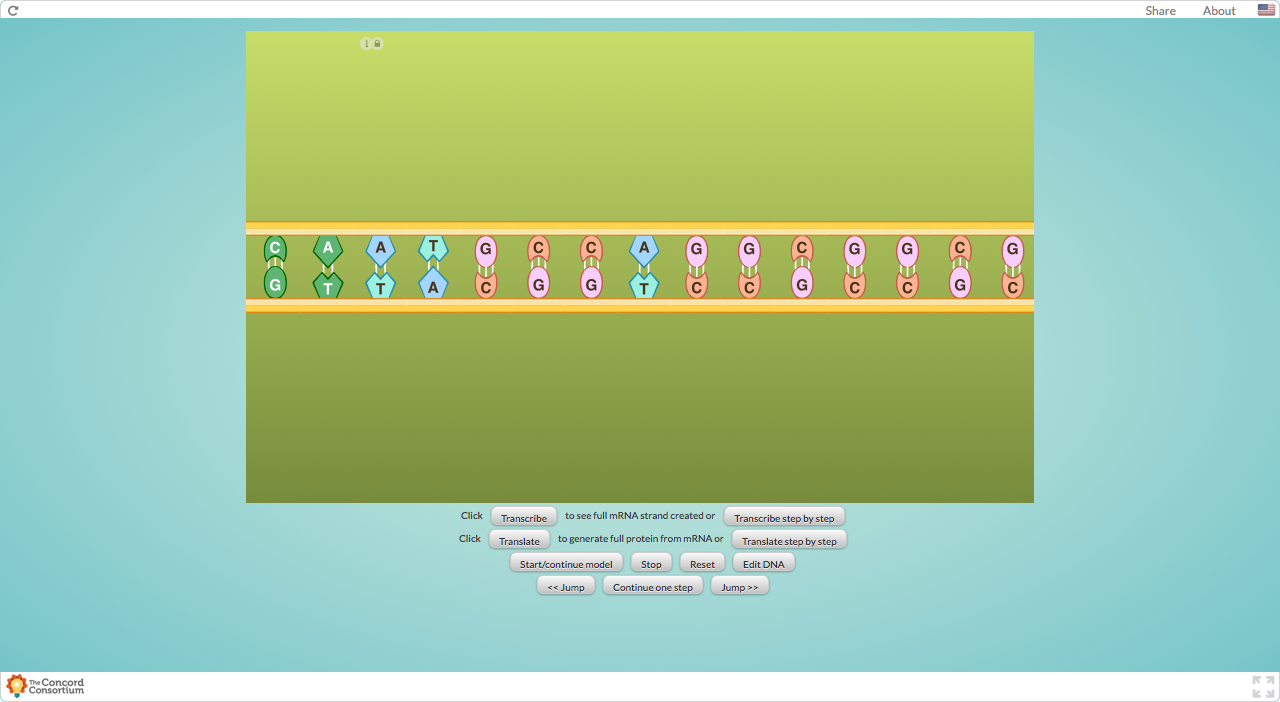 Share About
C A A T G C C A G G C G G C G
G T T A C G G T C C G C C G C
Click Transcribe to see full mRNA strand created or Transcribe step by step
Click Translate to generate full protein from mRNA or Translate step by step
Start/continue model Stop Reset Edit DNA
<< Jump Continue one step Jump >>
The Concord
Consortium